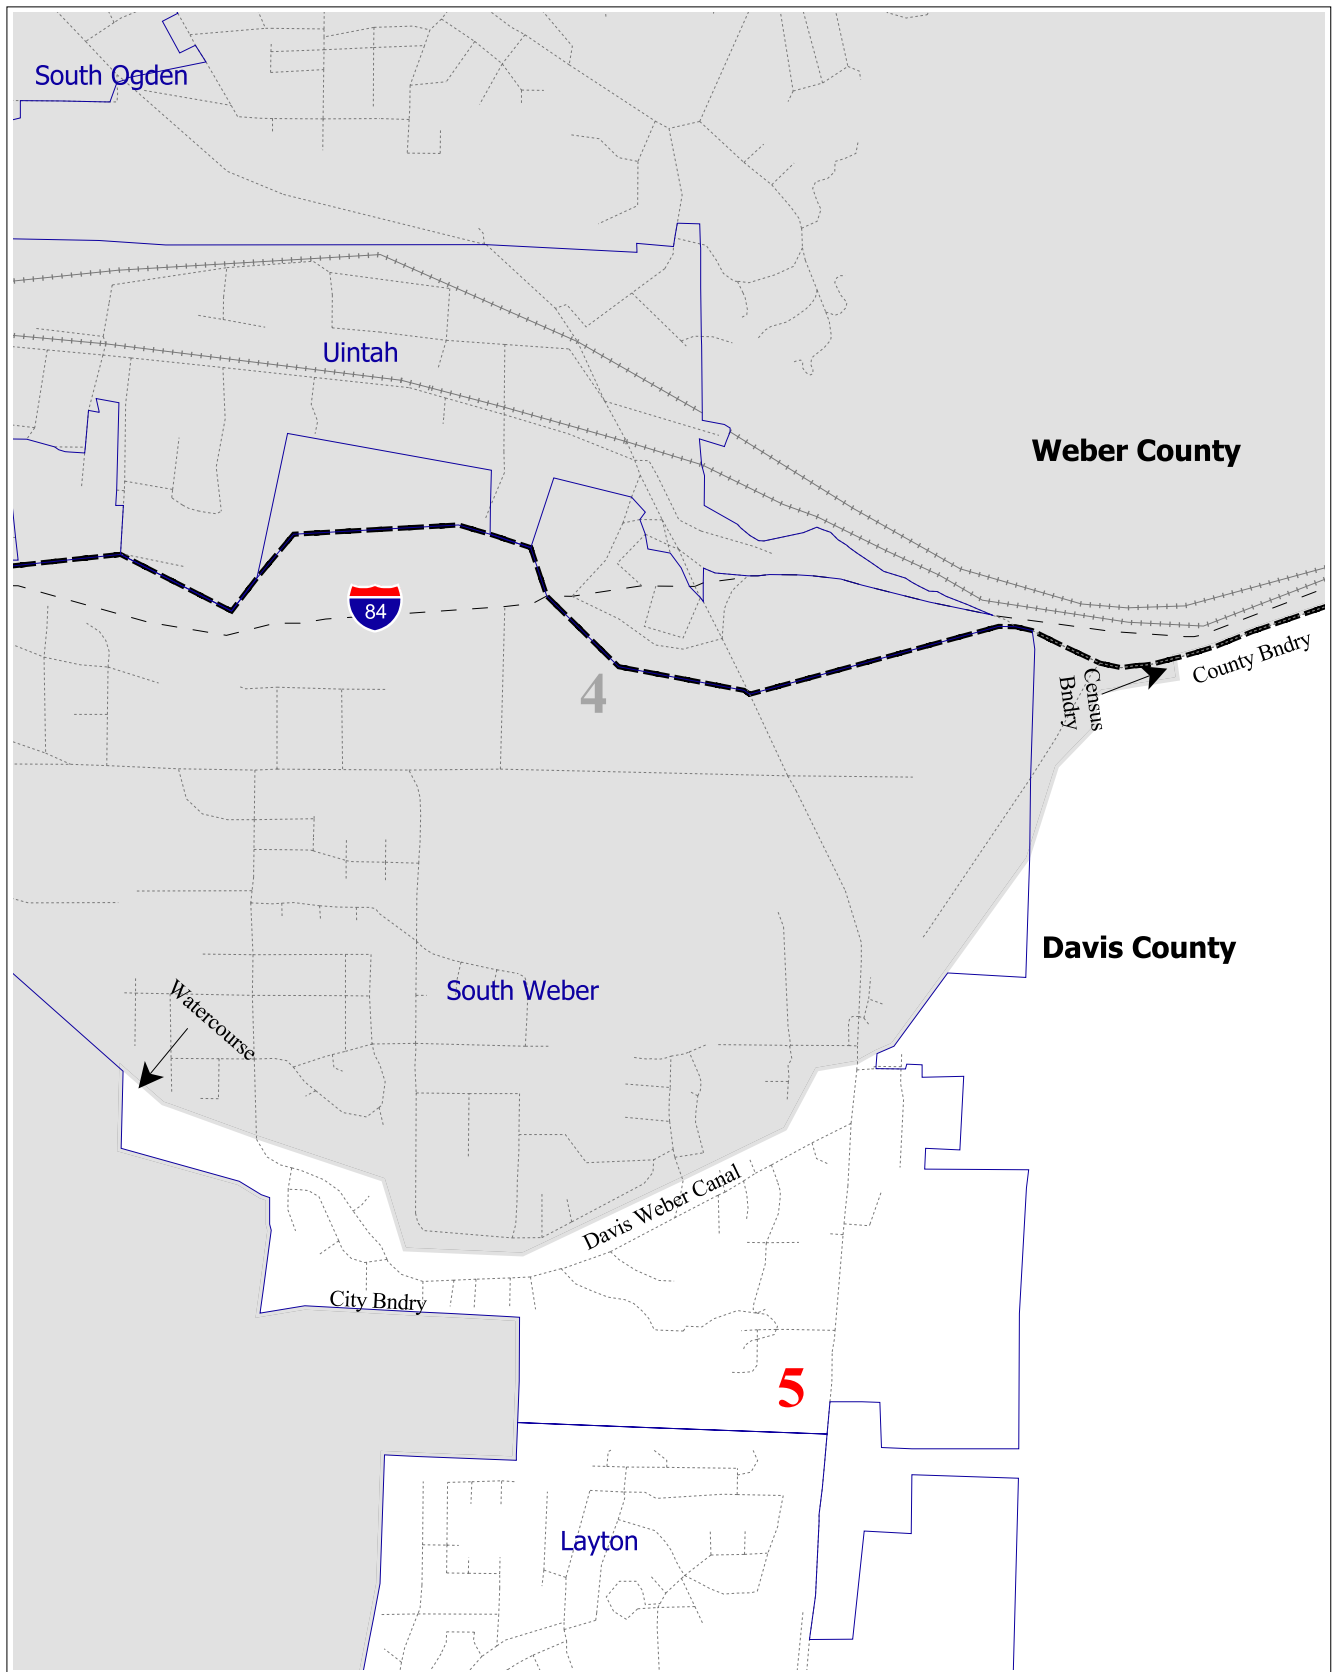 South Ogden
Uintah
Weber County
84
County Bndry
Census
Bndry
4
Davis County
South Weber
Watercourse
Davis Weber Canal
City Bndry
5
Layton